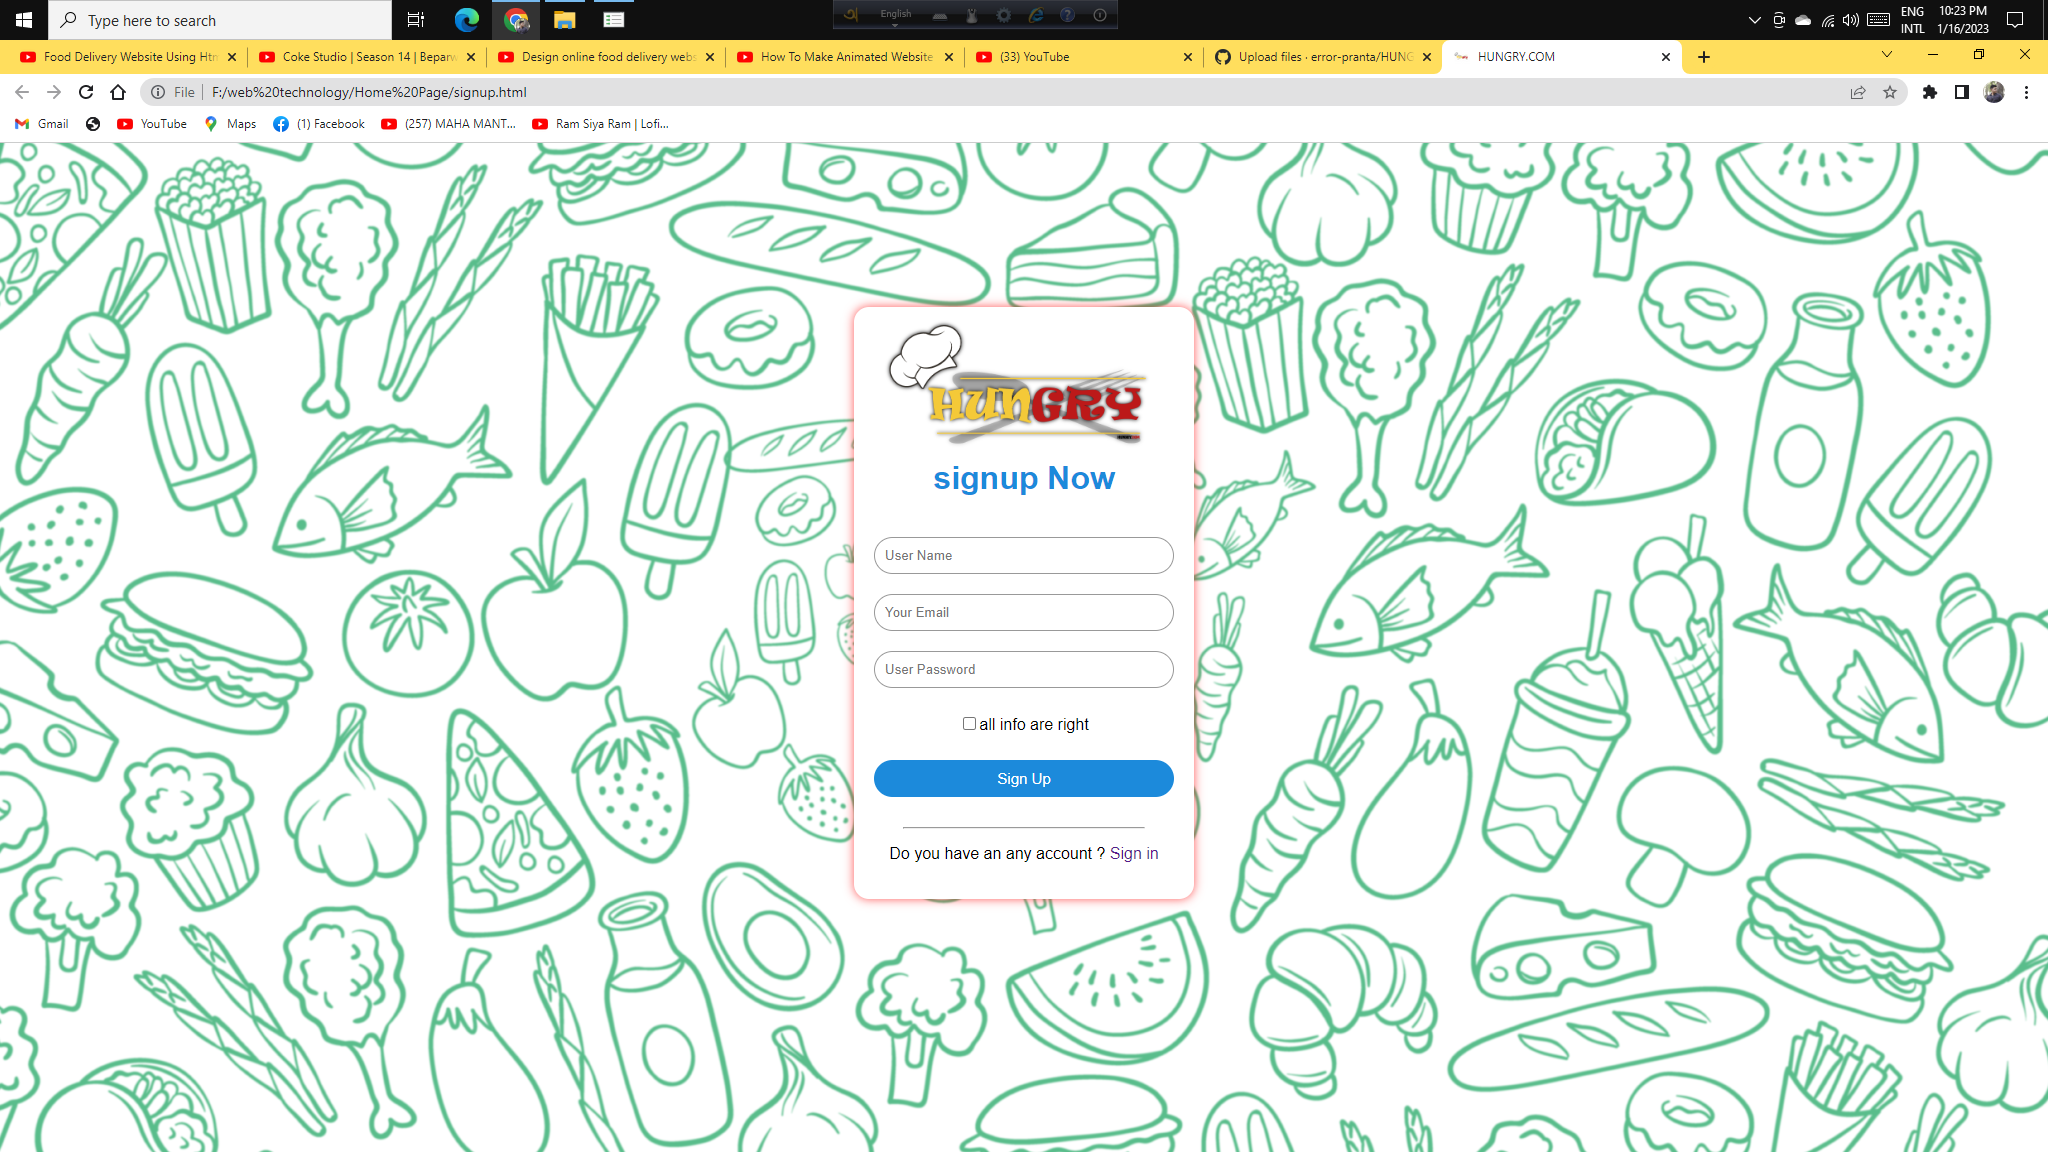 Type here to search
English
ENG
INTL
10:23 PM
1/16/2023
Food Delivery Website Using Htm
Coke Studio | Season 14 | Beparw
Design online food delivery webs
How To Make Animated Website
(33) YouTube
Upload files · error-pranta/HUNG
HUNGRY.COM
File
F:/web%20technology/Home%20Page/signup.html
Gmail
YouTube
Maps
(1) Facebook
(257) MAHA MANT...
Ram Siya Ram | Lofi...
HUNGRY
signup Now
User Name
Your Email
User Password
all info are right
Sign Up
Do you have an any account ? Sign in